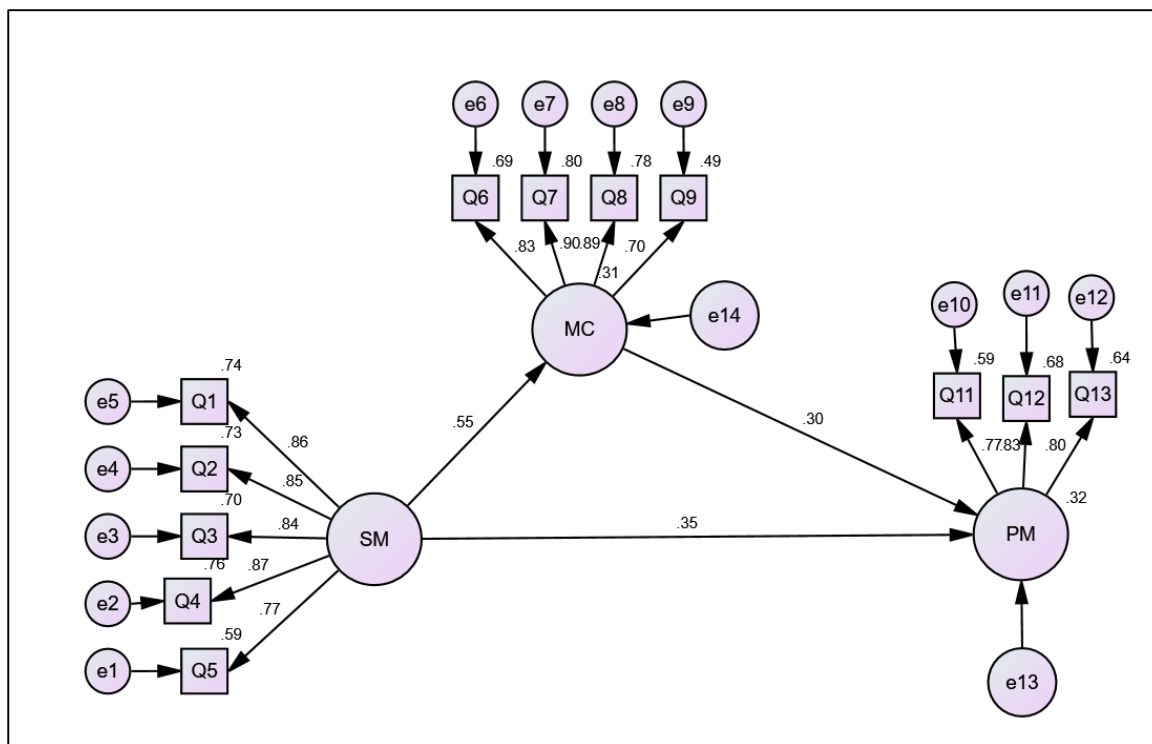 e6 e7 e8 e9
.69 .80 .78 .49
Q6 Q7 Q8 Q9
.83 .90 .89 .70
.31
MC e14
e10 e11 e12
.59 .68 .64
Q11 Q12 Q13
.77 .83 .80
.32
.74
e5 Q1
.86
.73
e4 Q2
.85
.70
e3 Q3
.84
.76
e2 Q4
.87
.77
.59
e1 Q5
SM
.55
.30
.35
PM
e13